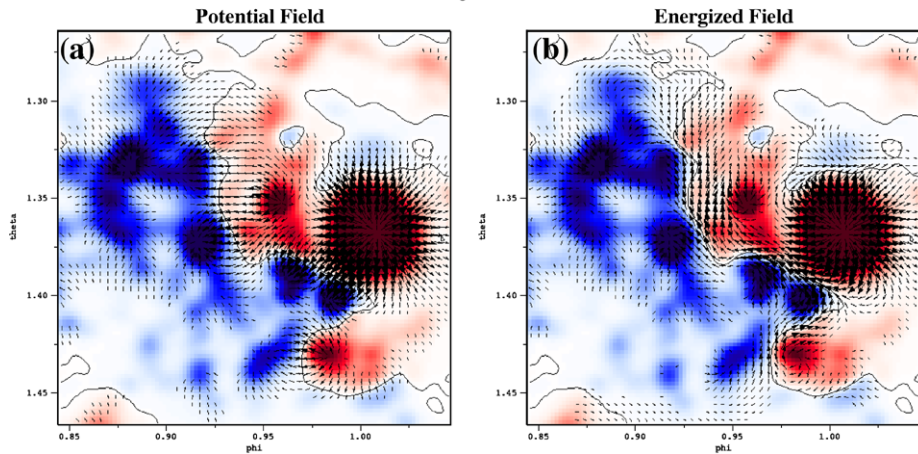 Potential Field
Energized Field
(a)
(b)
1.30
1.35
1.40
1.45
theta
0.85
0.90
0.95
1.00
phi
1.30
1.35
1.40
1.45
theta
0.85
0.90
0.95
1.00
phi